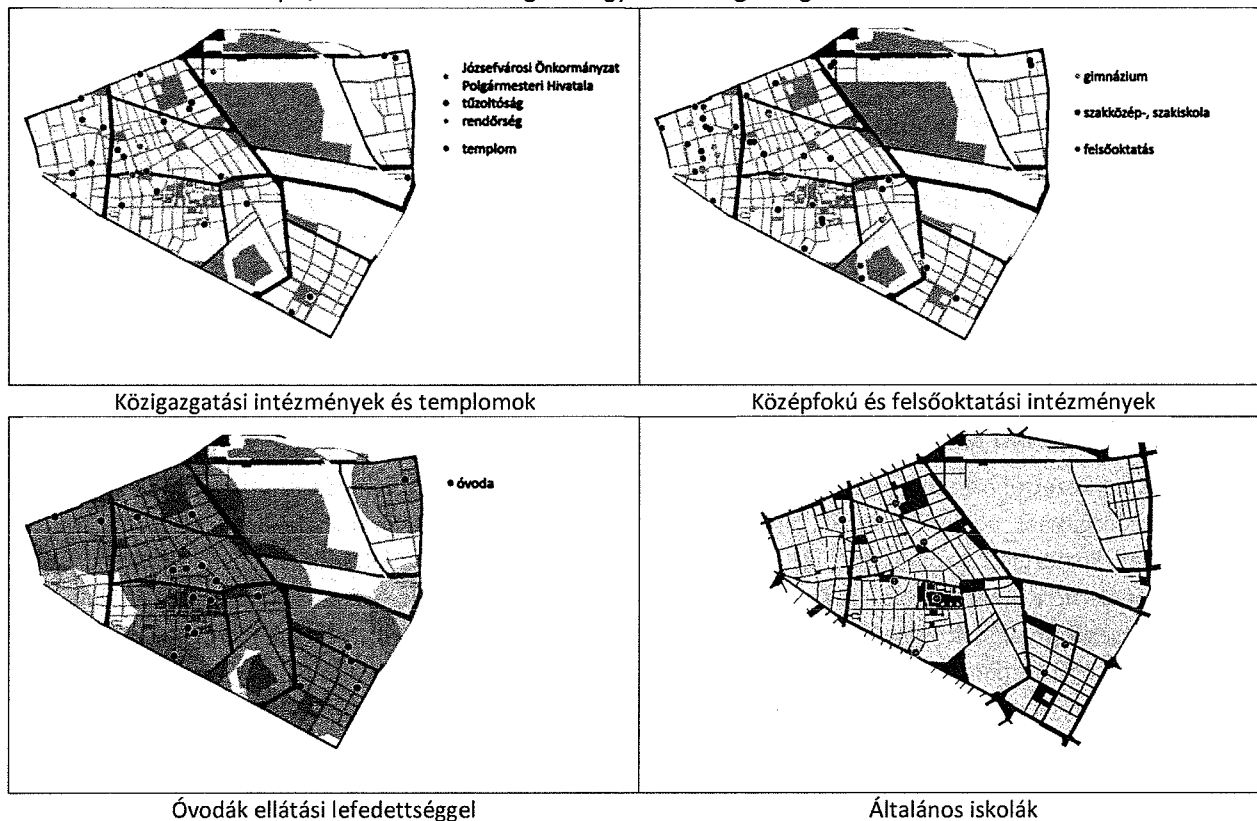 Józsefvárosi Önkormányzat
Polgármesteri Hivatala
tűzoltóság
rendőrség
templom
gimnázium
szakközép-, szakiskola
felsőoktatás
Közigazgatási intézmények és templomok
Középfokú és felsőoktatási intézmények
óvoda
Óvodák ellátási lefedettséggel
Általános iskolák